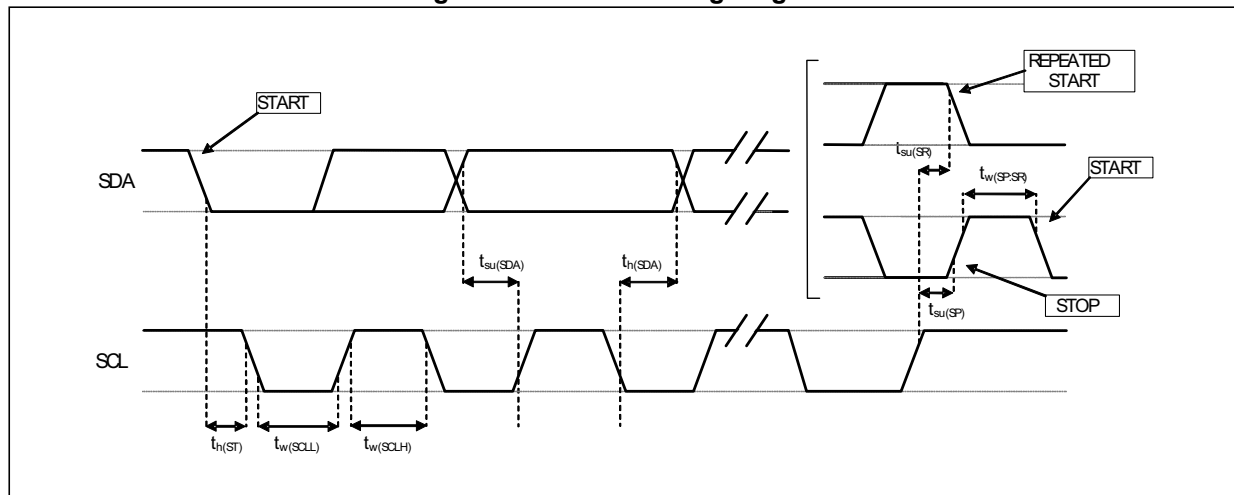 REPEATED
START
START
t_su(SR)
t_w(SP:SR)
START
SDA
t_su(SDA)
t_h(SDA)
t_su(SP)
STOP
SCL
t_h(ST)
t_w(SCLL)
t_w(SCLH)